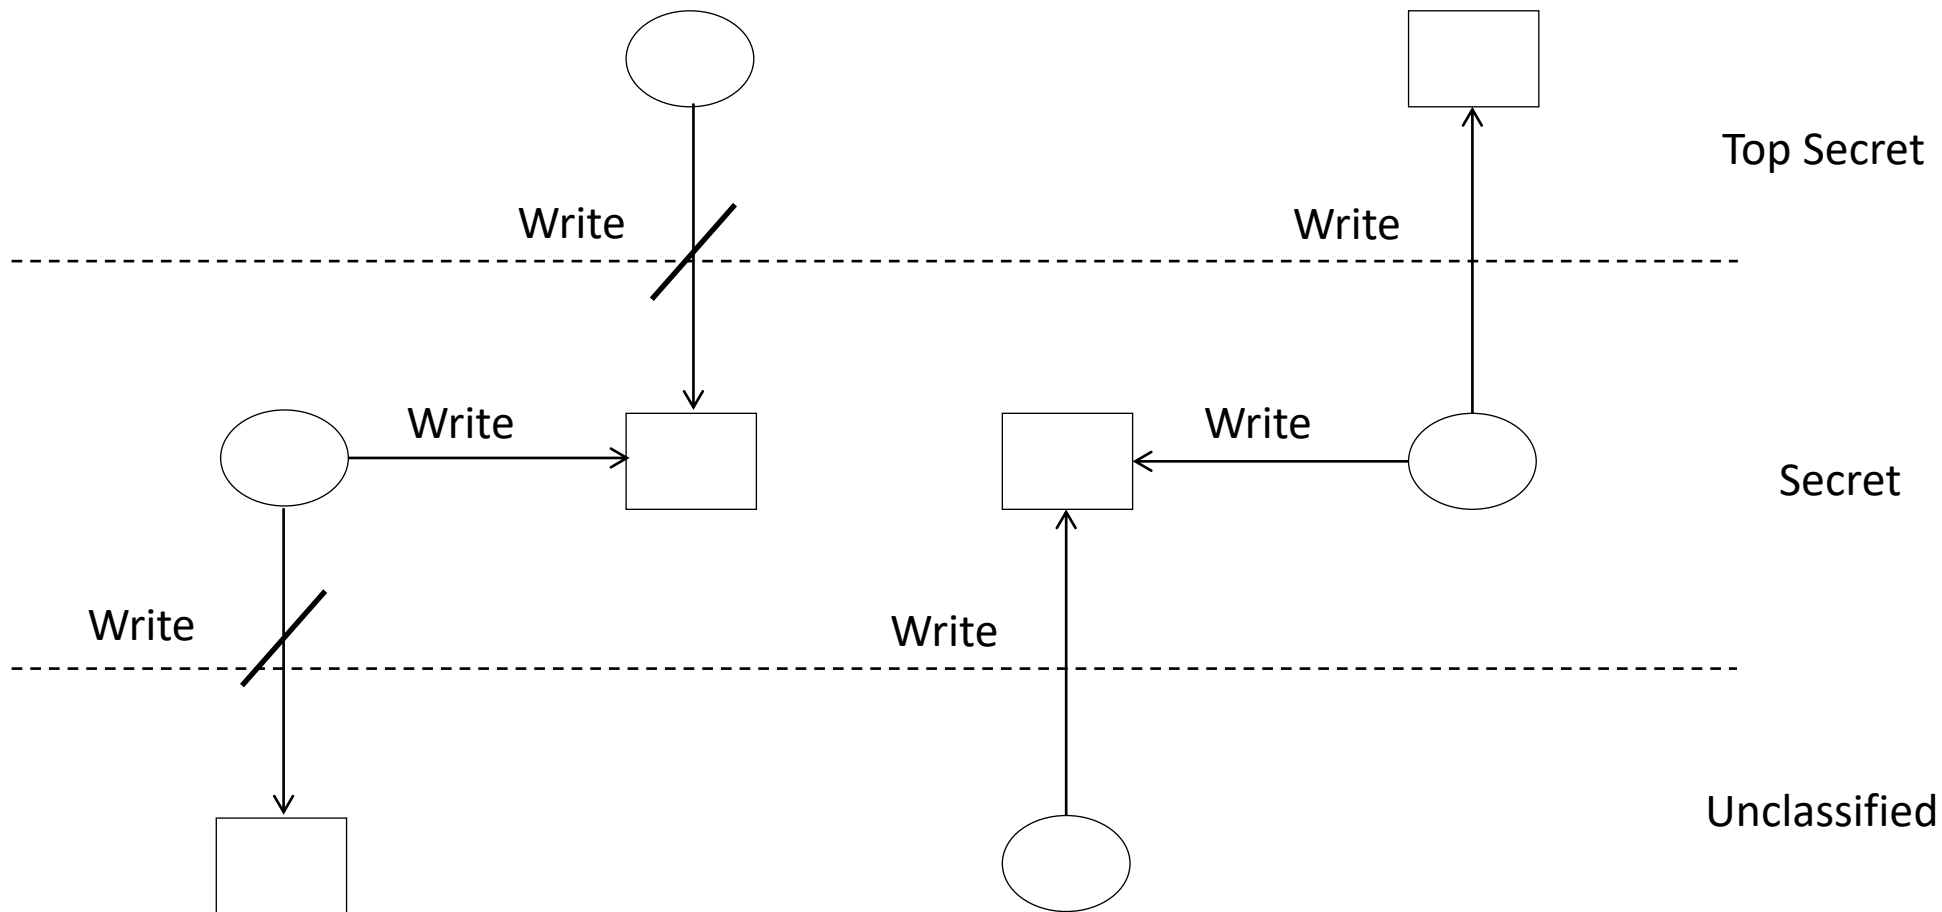 Top Secret
Write
Write
Write
Write
Secret
Write
Write
Unclassified